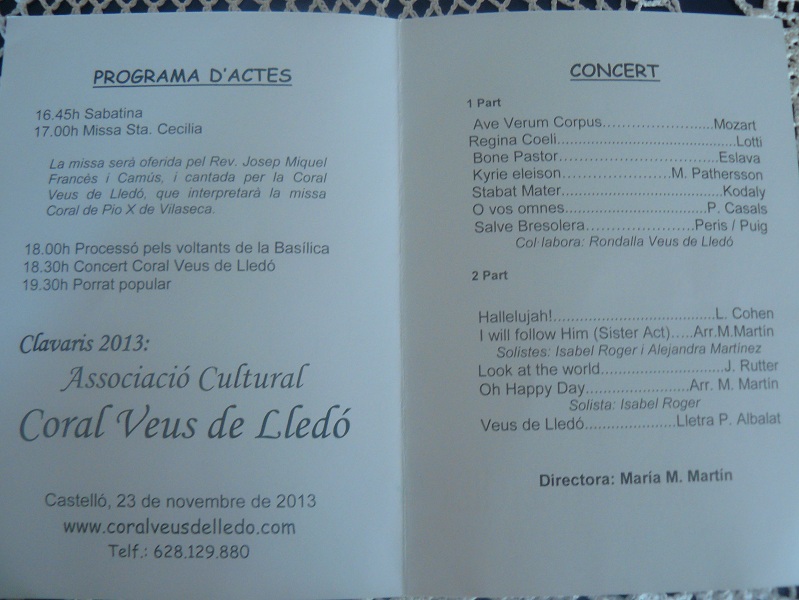 PROGRAMA D'ACTES
16.45h Sabatina
17.00h Missa Sta. Cecilia
La missa serà oferida pel Rev. Josep Miquel
Francés i Camús, i cantada per la Coral
Veus de Lledó, que interpretarà la missa
Coral de Pio X de Vilaseca.
18.00h Processó pels voltants de la Basílica
18.30h Concert Coral Veus de Lledó
19.30h Porrat popular
Clavaris 2013:
Associació Cultural
Coral Veus de Lledó
Castelló, 23 de novembre de 2013
www.coralveusdelledo.com
Telf.: 628.129.880
CONCERT
1 Part
Ave Verum Corpus.......................Mozart
Regina Coeli....................................Lotti
Bone Pastor................................Eslava
Kyrie eleison......................M. Pathersson
Stabat Mater................................Kodaly
O vos omnes............................P. Casals
Salve Bresolera......................Peris / Puig
Col·labora: Rondalla Veus de Lledó
2 Part
Hallelujah!....................................L. Cohen
I will follow Him (Sister Act).....Arr.M.Martin
Solistes: Isabel Roger i Alejandra Martinez
Look at the world...........................J. Rutter
Oh Happy Day.....................Arr. M. Martin
Solista: Isabel Roger
Veus de Lledó....................Lletra P. Albalat
Directora: María M. Martin